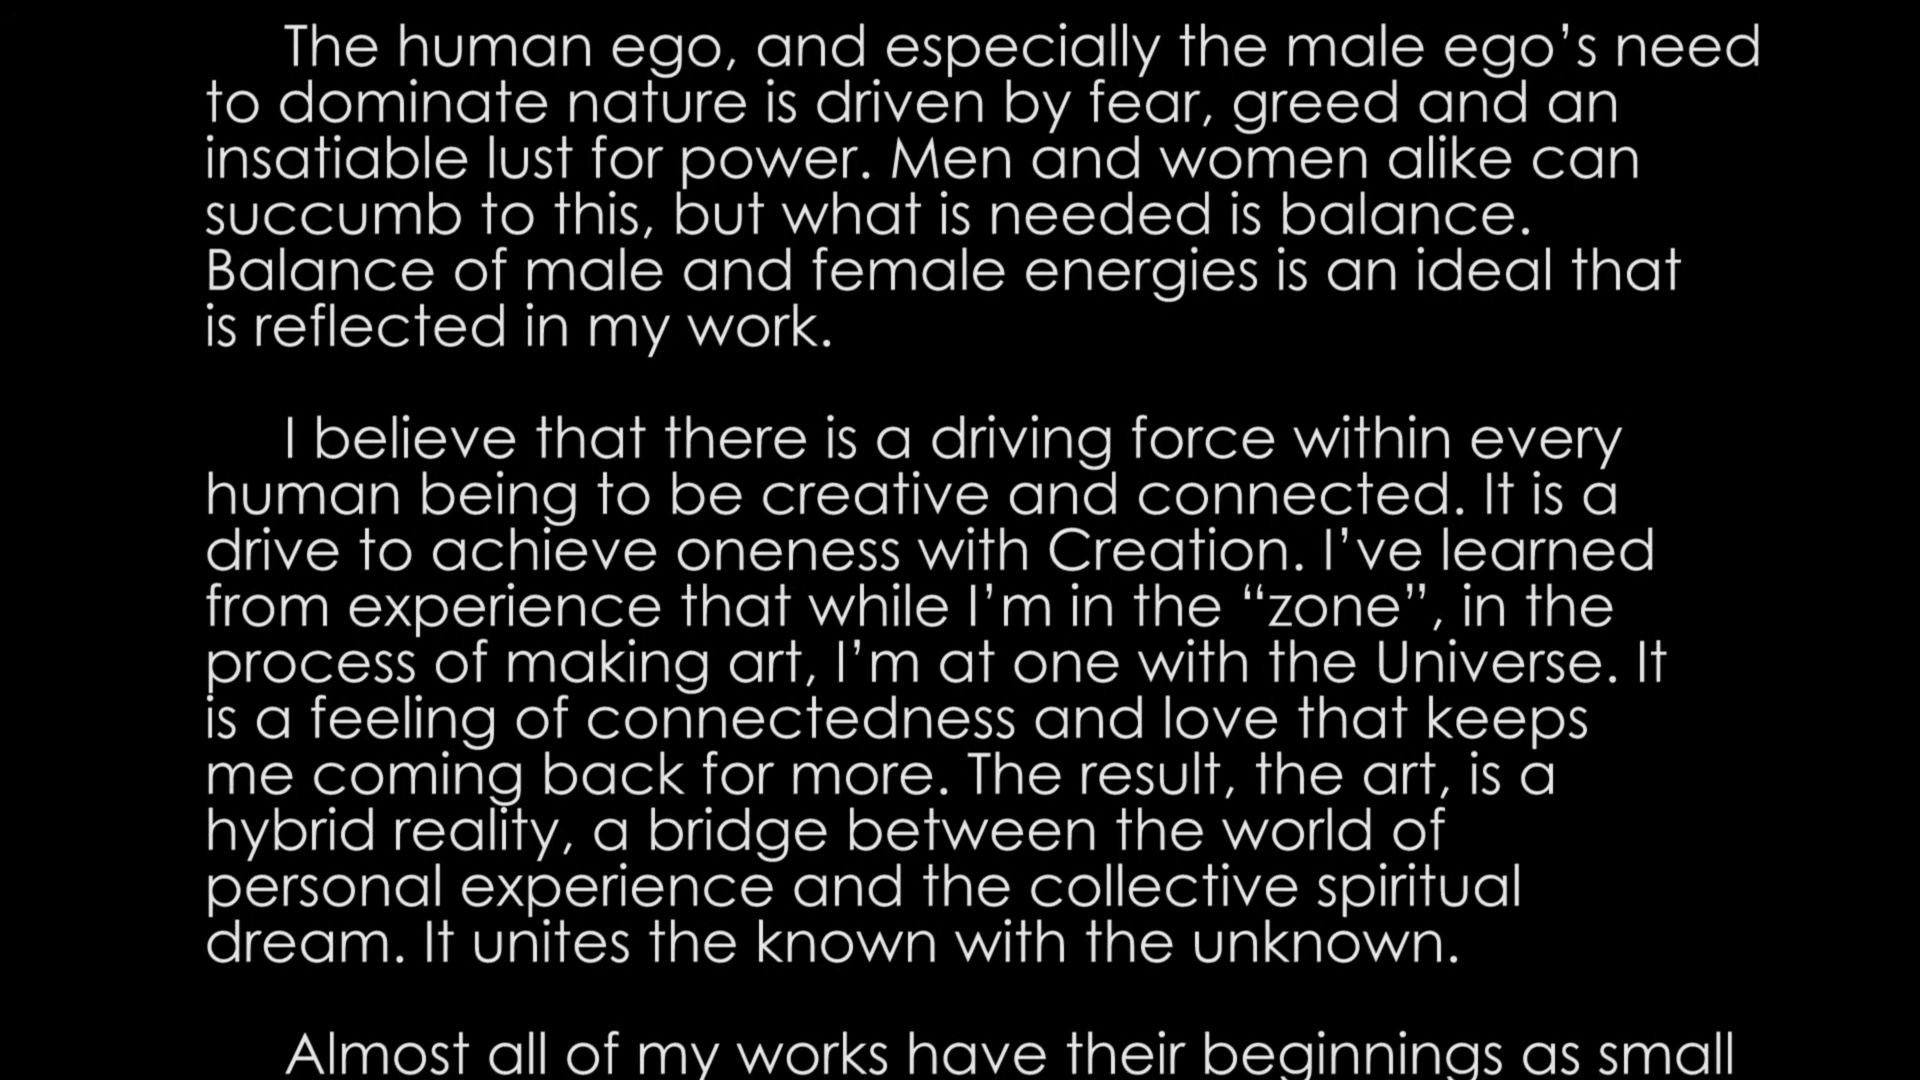 The human ego, and especially the male ego’s need
to dominate nature is driven by fear, greed and an
insatiable lust for power. Men and women alike can
succumb to this, but what is needed is balance.
Balance of male and female energies is an ideal that
is reflected in my work.
I believe that there is a driving force within every
human being to be creative and connected. It is a
drive to achieve oneness with Creation. I’ve learned
from experience that while I’m in the “zone”, in the
process of making art, I’m at one with the Universe. It
is a feeling of connectedness and love that keeps
me coming back for more. The result, the art, is a
hybrid reality, a bridge between the world of
personal experience and the collective spiritual
dream. It unites the known with the unknown.
Almost all of my works have their beginnings as small